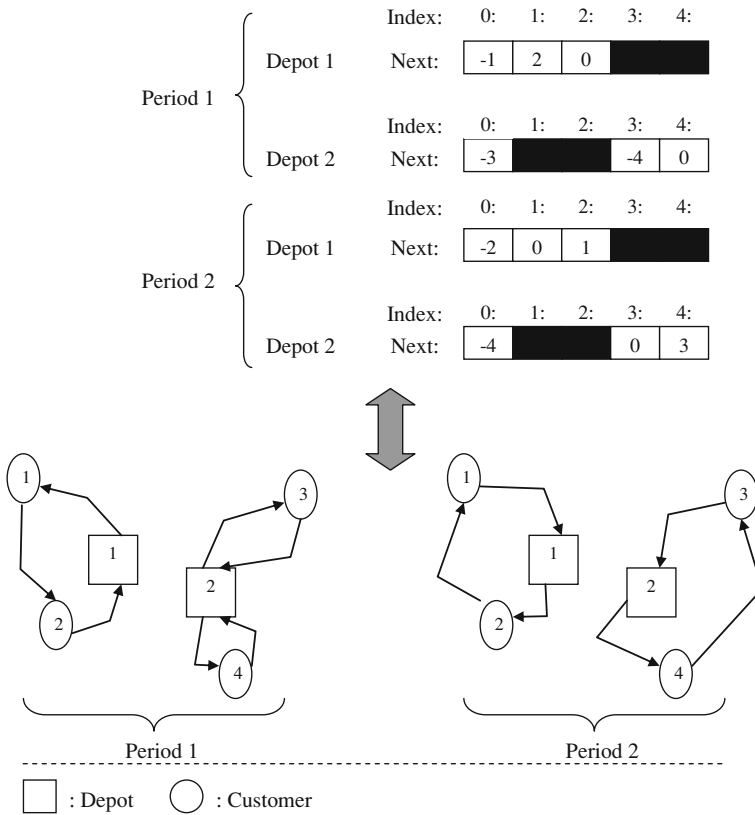 Index: 0: 1: 2: 3: 4:
Depot 1 Next: -1 2 0
Period 1
Index: 0: 1: 2: 3: 4:
Depot 2 Next: -3 -4 0
Index: 0: 1: 2: 3: 4:
Depot 1 Next: -2 0 1
Period 2
Index: 0: 1: 2: 3: 4:
Depot 2 Next: -4 0 3
1 3 1 3
1 2 1 2
2 4 2 4
Period 1 Period 2
: Depot : Customer